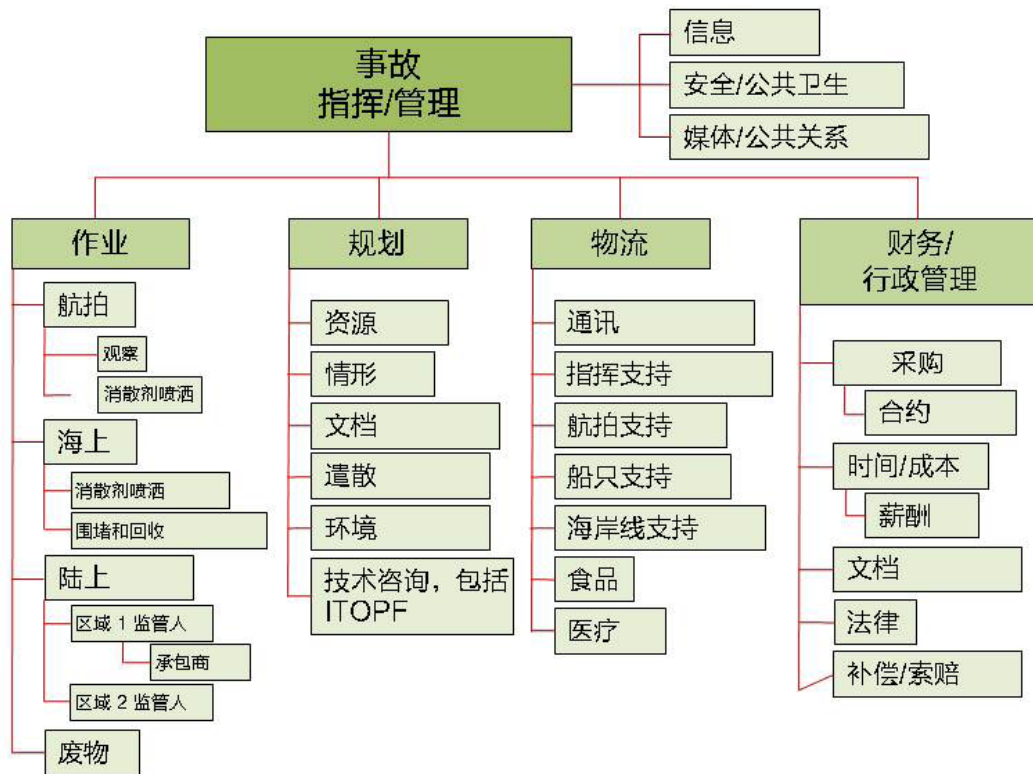 事故
指挥/管理
信息
安全/公共卫生
媒体/公共关系
作业
航拍
观察
消散剂喷洒
海上
消散剂喷洒
围堵和回收
陆上
区域 1 监管人
承包商
区域 2 监管人
废物
规划
资源
情形
文档
遣散
环境
技术咨询，包括
ITOPF
物流
通讯
指挥支持
航拍支持
船只支持
海岸线支持
食品
医疗
财务/
行政管理
采购
合约
时间/成本
薪酬
文档
法律
补偿/索赔